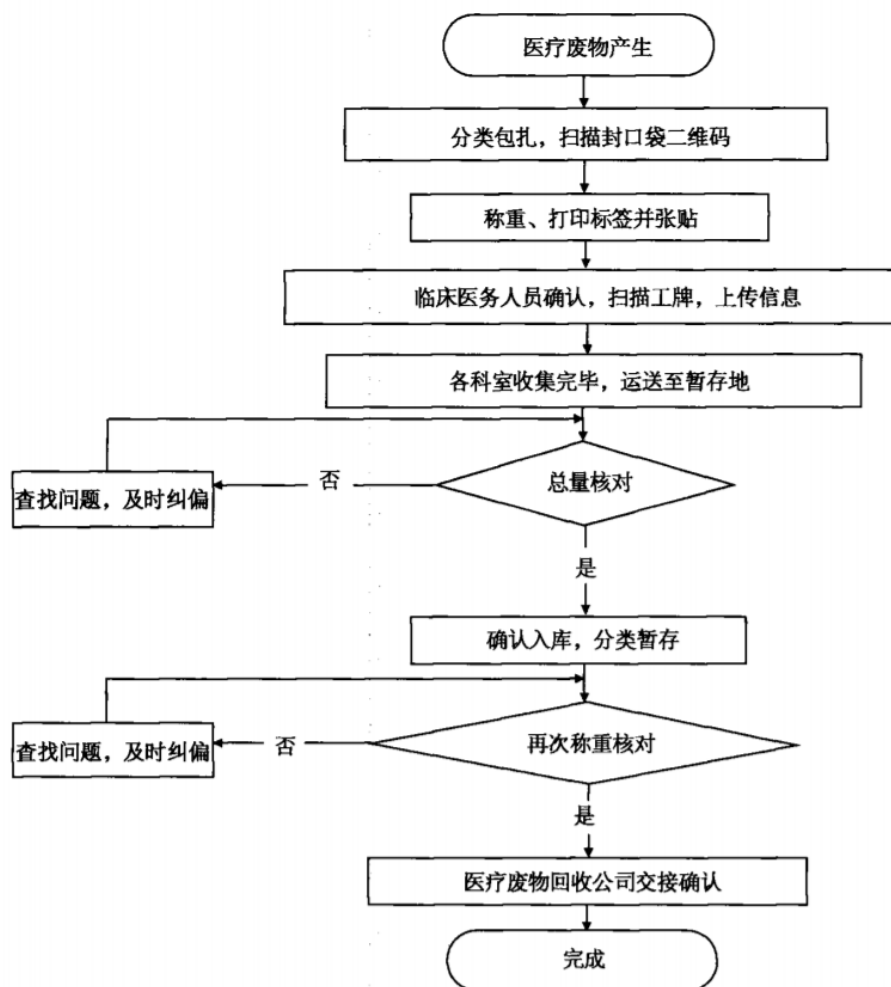 医疗废物产生
分类包扎，扫描封口袋二维码
称重、打印标签并张贴
临床医务人员确认，扫描工牌，上传信息
各科室收集完毕，运送至暂存地
总量核对
否
查找问题，及时纠偏
是
确认入库，分类暂存
再次称重核对
否
查找问题，及时纠偏
是
医疗废物回收公司交接确认
完成